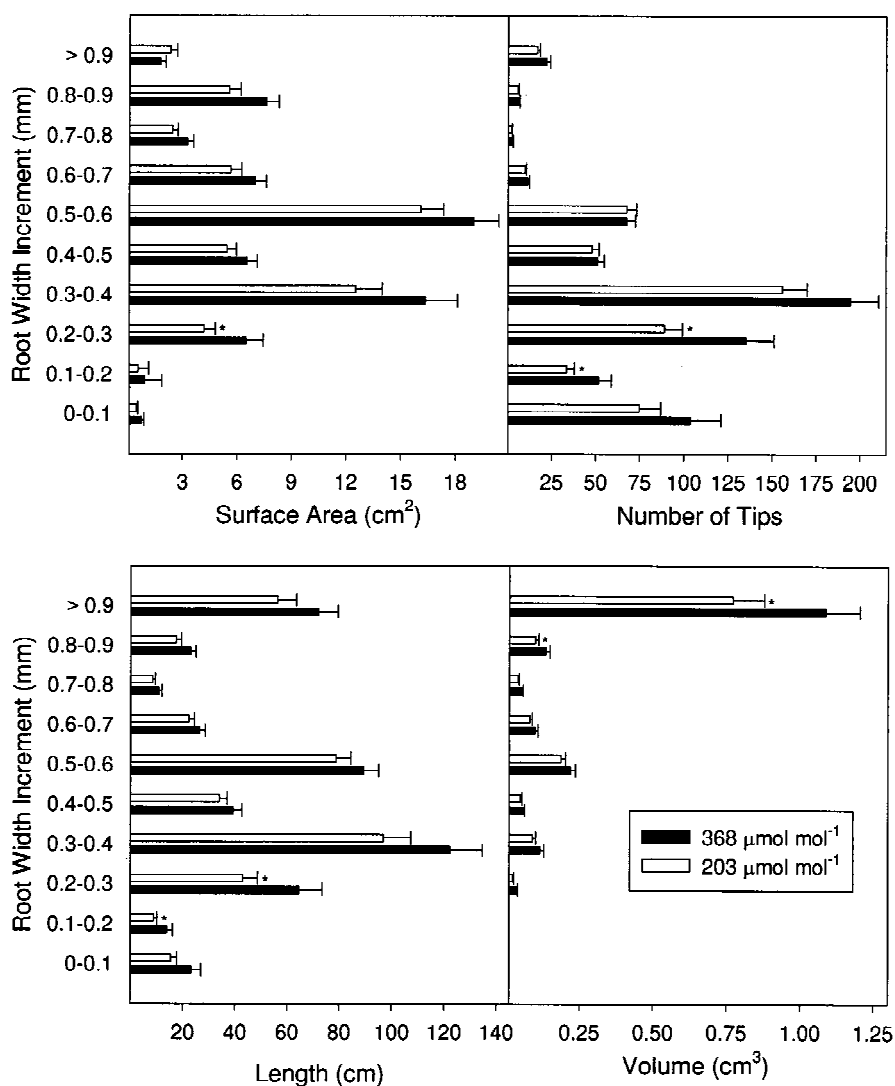 Root Width Increment (mm)
> 0.9
0.8-0.9
0.7-0.8
0.6-0.7
0.5-0.6
0.4-0.5
0.3-0.4
0.2-0.3
0.1-0.2
0-0.1
*
*
*
3 6 9 12 15 18
25 50 75 100 125 150 175 200
Surface Area (cm²)
Number of Tips
Root Width Increment (mm)
> 0.9
0.8-0.9
0.7-0.8
0.6-0.7
0.5-0.6
0.4-0.5
0.3-0.4
0.2-0.3
0.1-0.2
0-0.1
*
*
*
*
368 μmol mol⁻¹
203 μmol mol⁻¹
20 40 60 80 100 120 140
0.25 0.50 0.75 1.00 1.25
Length (cm)
Volume (cm³)